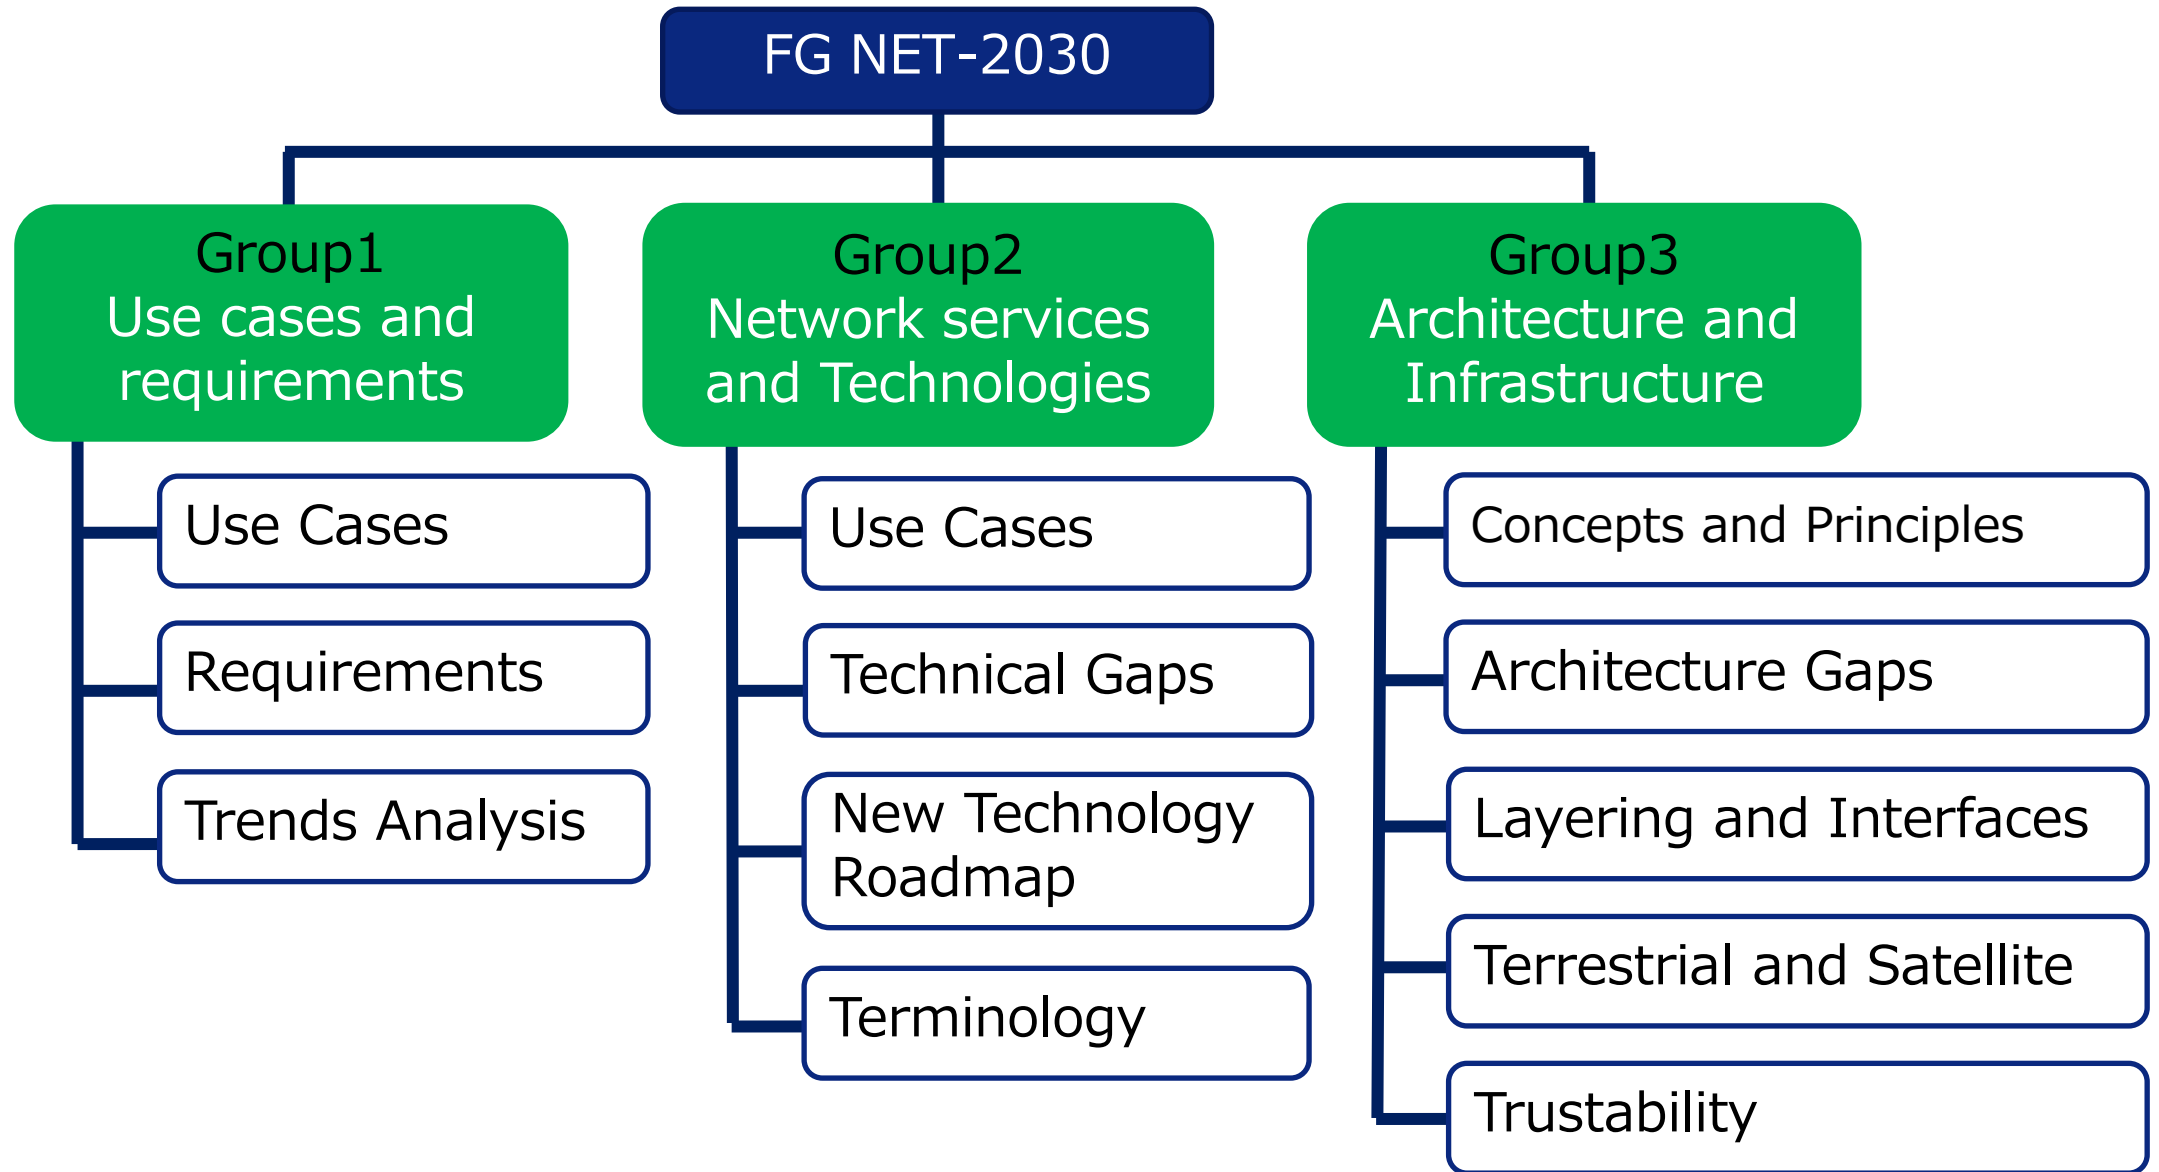 FG NET-2030
Group1
Use cases and
requirements
Use Cases
Requirements
Trends Analysis
Group2
Network services
and Technologies
Use Cases
Technical Gaps
New Technology
Roadmap
Terminology
Group3
Architecture and
Infrastructure
Concepts and Principles
Architecture Gaps
Layering and Interfaces
Terrestrial and Satellite
Trustability